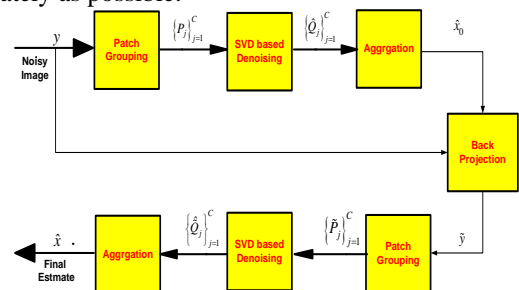 ately as possible.
y
Noisy
Image
Patch
Grouping
{P_j}_{j=1}^C
SVD based
Denoising
{Q̂_j}_{j=1}^C
Aggrgation
x̂_0
Back
Projection
ỹ
Patch
Grouping
{P̃_j}_{j=1}^C
SVD based
Denoising
{Q̂̂_j}_{j=1}^C
Aggrgation
x̂ .
Final
Estmate